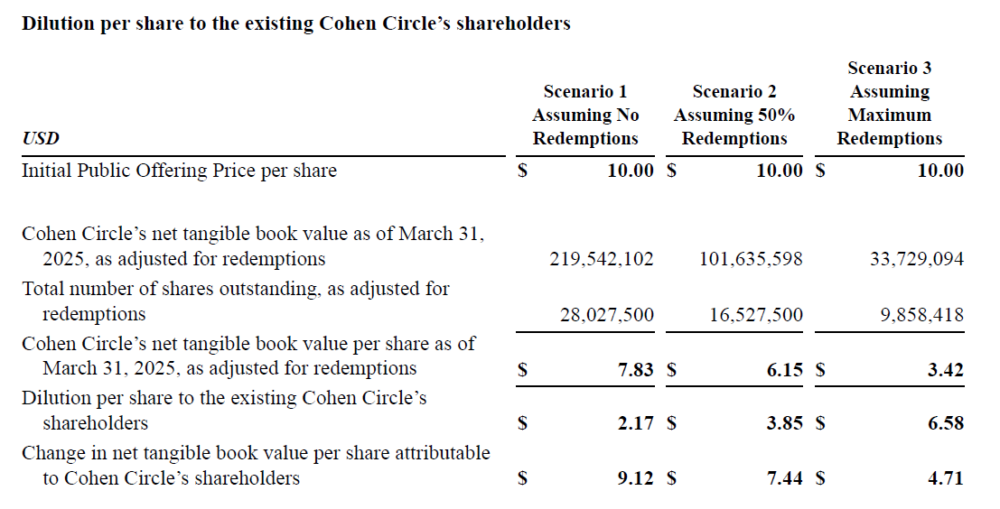 Dilution per share to the existing Cohen Circle's shareholders
Scenario 3
Scenario 1 Scenario 2 Assuming
Assuming No Assuming 50% Maximum
USD Redemptions Redemptions Redemptions
Initial Public Offering Price per share $ 10.00 $ 10.00 $ 10.00
Cohen Circle's net tangible book value as of March 31,
2025, as adjusted for redemptions 219,542,102 101,635,598 33,729,094
Total number of shares outstanding, as adjusted for
redemptions 28,027,500 16,527,500 9,858,418
Cohen Circle's net tangible book value per share as of
March 31, 2025, as adjusted for redemptions $ 7.83 $ 6.15 $ 3.42
Dilution per share to the existing Cohen Circle's
shareholders $ 2.17 $ 3.85 $ 6.58
Change in net tangible book value per share attributable
to Cohen Circle's shareholders $ 9.12 $ 7.44 $ 4.71